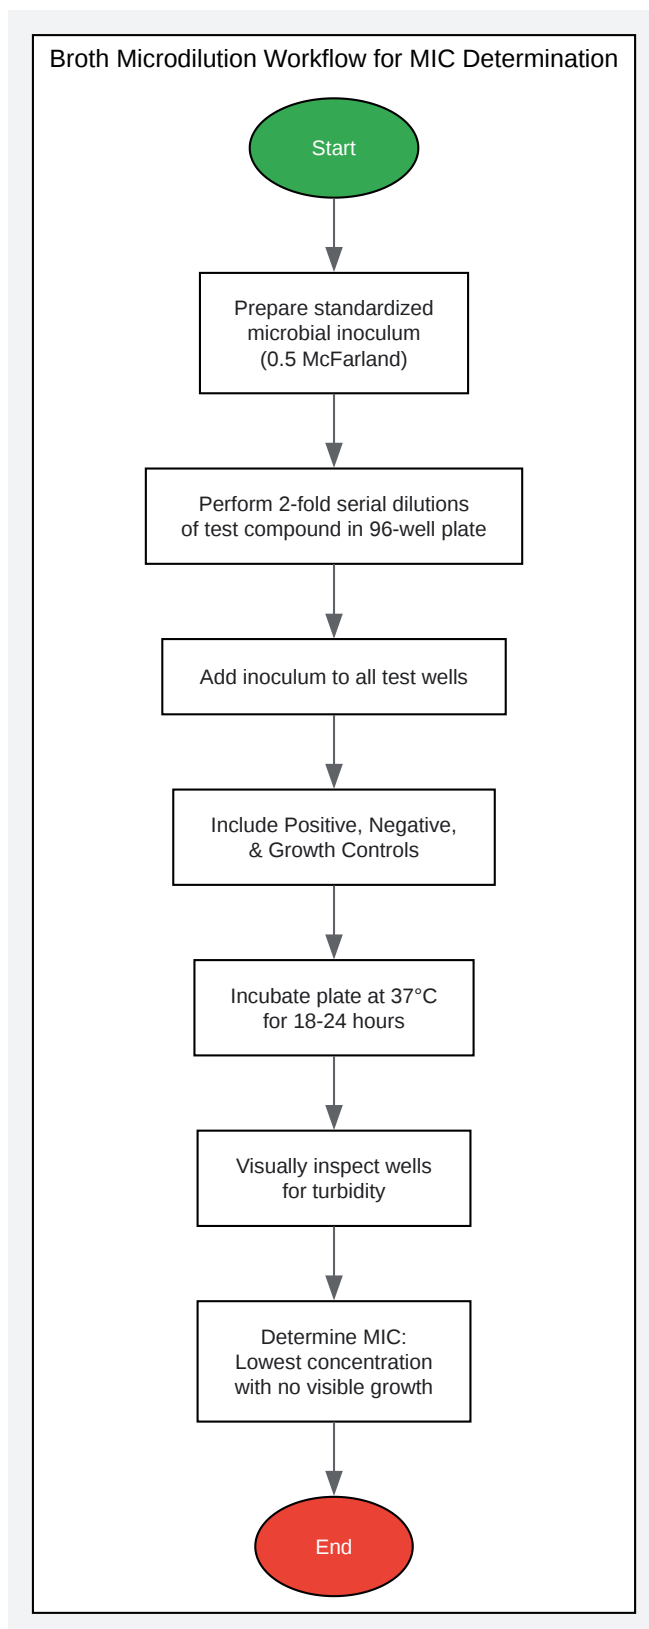 Broth Microdilution Workflow for MIC Determination
Start
Prepare standardized
microbial inoculum
(0.5 McFarland)
Perform 2-fold serial dilutions
of test compound in 96-well plate
Add inoculum to all test wells
Include Positive, Negative,
& Growth Controls
Incubate plate at 37°C
for 18-24 hours
Visually inspect wells
for turbidity
Determine MIC:
Lowest concentration
with no visible growth
End